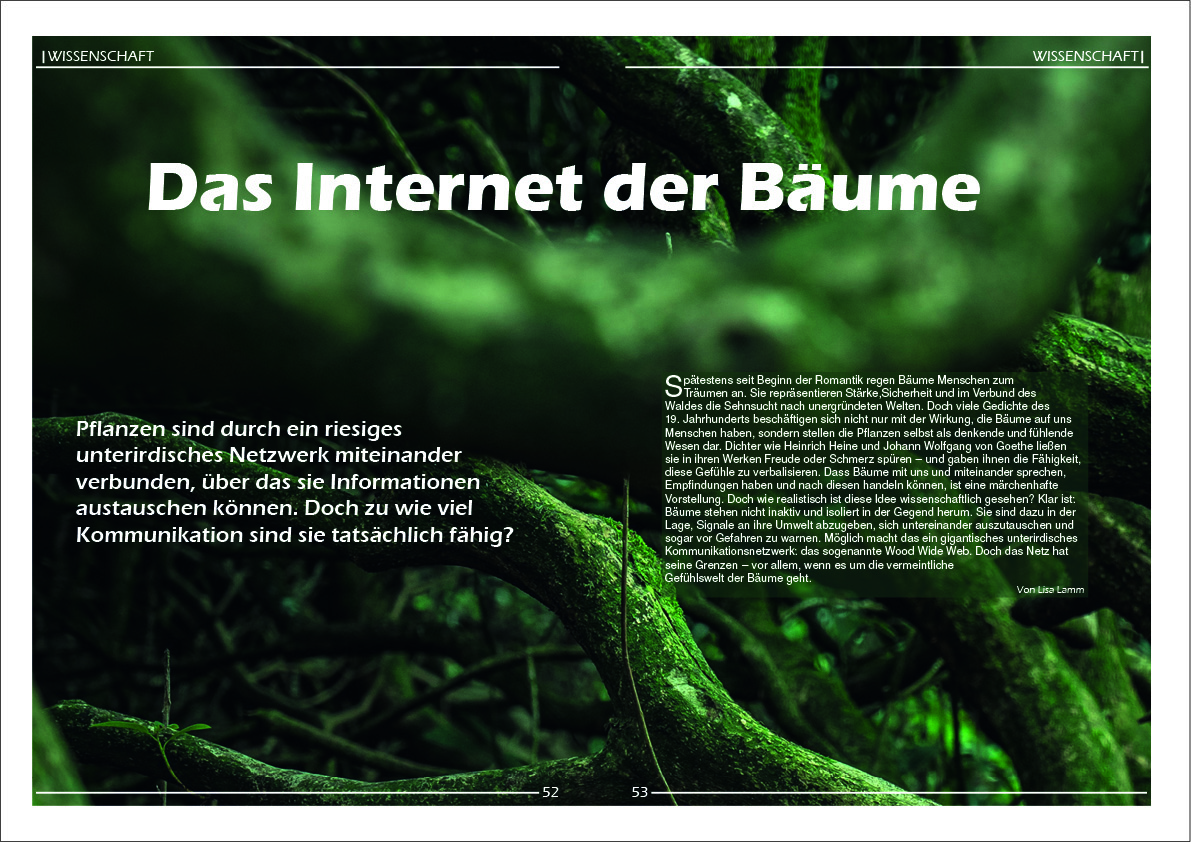 WISSENSCHAFT
WISSENSCHAFT
Das Internet der Bäume
Pflanzen sind durch ein riesiges
unterirdisches Netzwerk miteinander
verbunden, über das sie Informationen
austauschen können. Doch zu wie viel
Kommunikation sind sie tatsächlich fähig?
Spätestens seit Beginn der Romantik regen Bäume Menschen zum
Träumen an. Sie repräsentieren Stärke,Sicherheit und im Verbund des
Waldes die Sehnsucht nach unergründeten Welten. Doch viele Gedichte des
19. Jahrhunderts beschäftigen sich nicht nur mit der Wirkung, die Bäume auf uns
Menschen haben, sondern stellen die Pflanzen selbst als denkende und fühlende
Wesen dar. Dichter wie Heinrich Heine und Johann Wolfgang von Goethe ließen
sie in ihren Werken Freude oder Schmerz spüren – und gaben ihnen die Fähigkeit,
diese Gefühle zu verbalisieren. Dass Bäume mit uns und miteinander sprechen,
Empfindungen haben und nach diesen handeln können, ist eine märchenhafte
Vorstellung. Doch wie realistisch ist diese Idee wissenschaftlich gesehen? Klar ist:
Bäume stehen nicht inaktiv und isoliert in der Gegend herum. Sie sind dazu in der
Lage, Signale an ihre Umwelt abzugeben, sich untereinander auszutauschen und
sogar vor Gefahren zu warnen. Möglich macht das ein gigantisches unterirdisches
Kommunikationsnetzwerk: das sogenannte Wood Wide Web. Doch das Netz hat
seine Grenzen – vor allem, wenn es um die vermeintliche
Gefühlswelt der Bäume geht.
Von Lisa Lamm
52
53